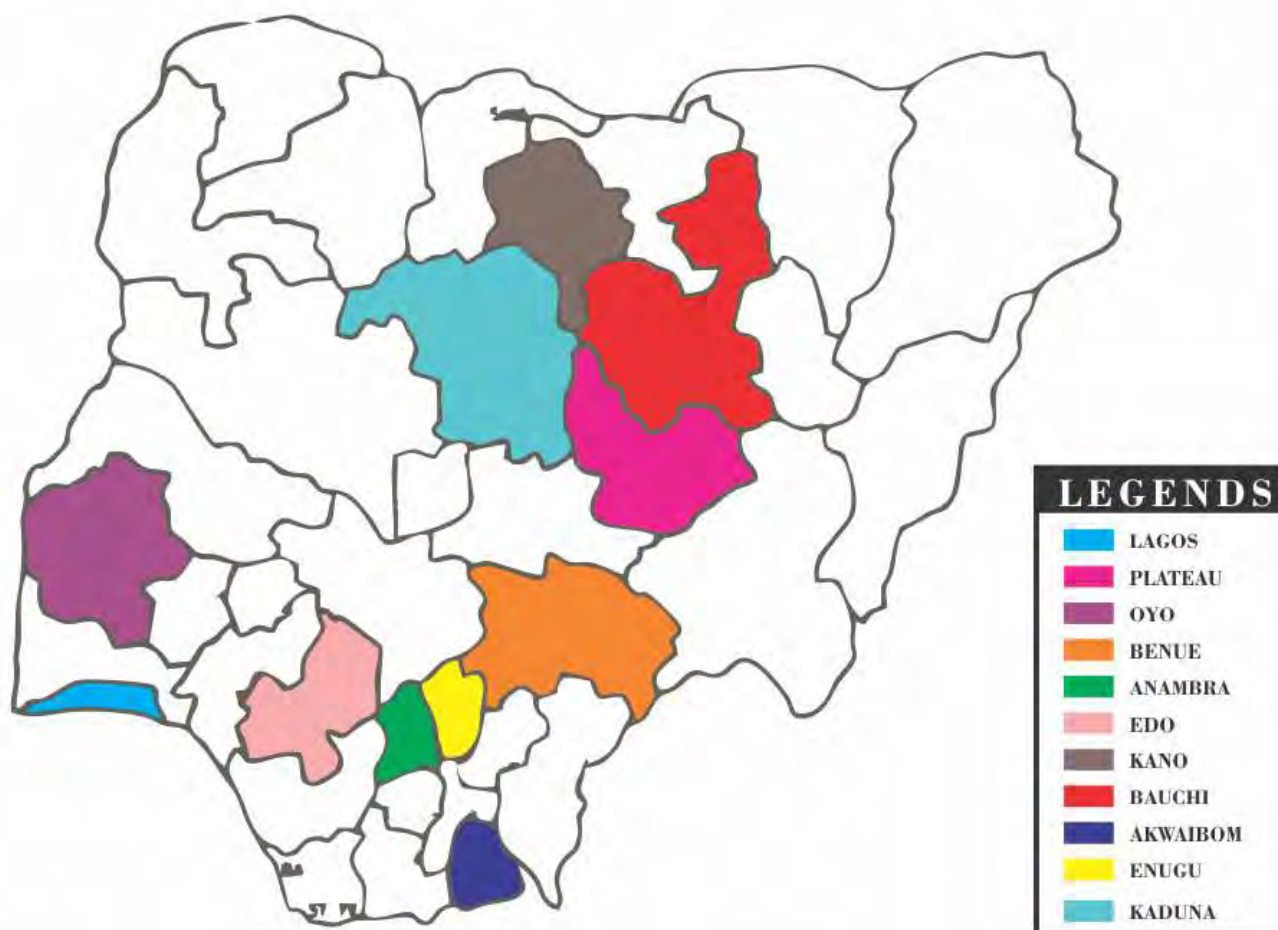 LEGENDS
LAGOS
PLATEAU
OYO
BENUE
ANAMBRA
EDO
KANO
BAUCHI
AKWAIBOM
ENUGU
KADUNA